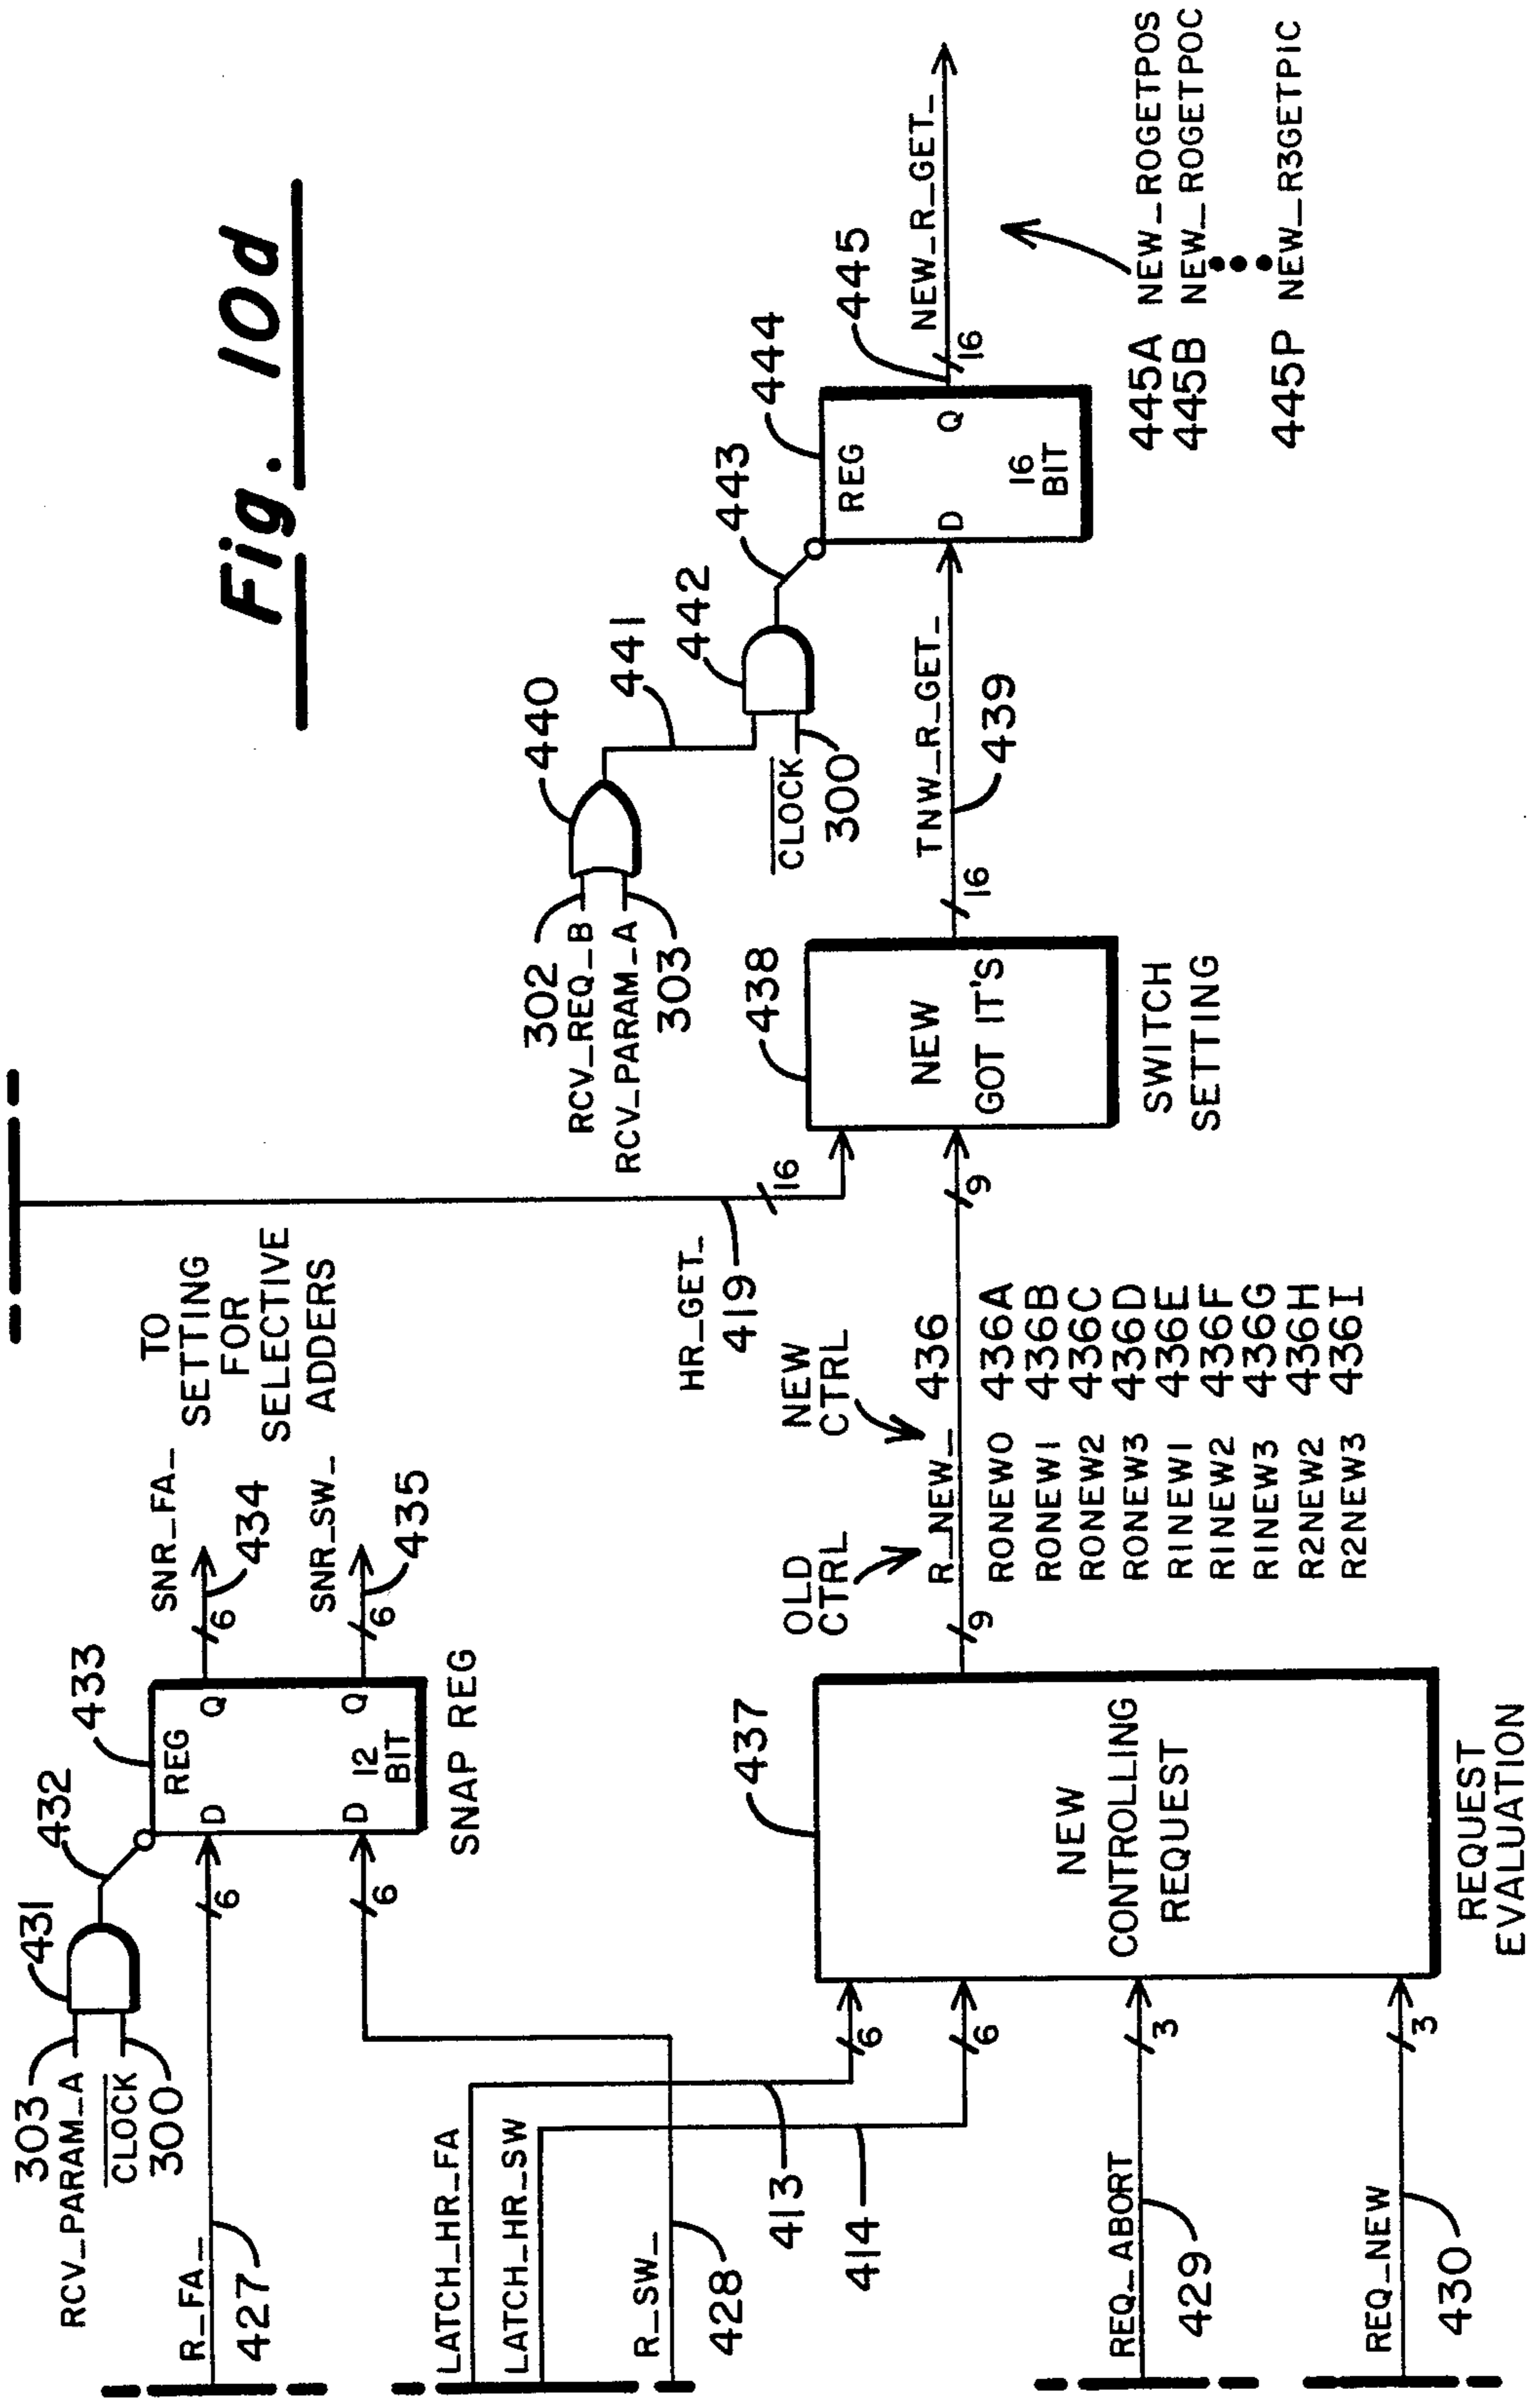 Fig. 10d
303
RCV_PARAM_A
CLOCK
300
431
432
433
REG
D
Q
D
Q
12
BIT
SNAP REG
R_FA_
427
6
6
SNR_FA_
434
6
SNR_SW_
435
6
TO
SETTING
FOR
SELECTIVE
ADDERS
LATCH_HR_FA
LATCH_HR_SW
R_SW_
428
413
414
6
6
REQ_ABORT
429
3
REQ_NEW
430
3
437
NEW
CONTROLLING
REQUEST
REQUEST
EVALUATION
9
OLD
CTRL
NEW
CTRL
R_NEW_ 436
R0NEW0 436A
R0NEW1 436B
R0NEW2 436C
R0NEW3 436D
R1NEW1 436E
R1NEW2 436F
R1NEW3 436G
R2NEW2 436H
R2NEW3 436I
9
HR_GET_
419
16
438
NEW
GOT IT'S
SWITCH
SETTING
16
TNW_R_GET_
439
302
RCV_REQ_B
RCV_PARAM_A
303
440
441
CLOCK
300
442
443
444
REG
D
Q
16
BIT
445
16
NEW_R_GET_
445A NEW_R0GETPOS
445B NEW_R0GETPOC
445P NEW_R3GETPIC